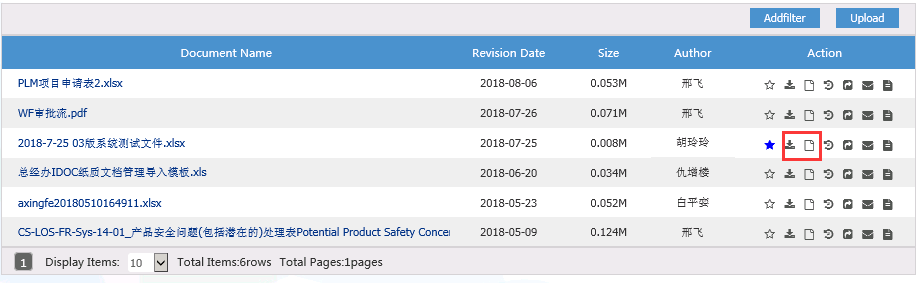 Addfilter Upload
Document Name Revision Date Size Author Action
PLM项目申请表2.xlsx 2018-08-06 0.053M 邢飞
WF审批流.pdf 2018-07-26 0.071M 邢飞
2018-7-25 03版系统测试文件.xlsx 2018-07-25 0.008M 胡玲玲
总经办IDOC纸质文档管理导入模板.xls 2018-06-20 0.034M 仇增楼
axingfe20180510164911.xlsx 2018-05-23 0.052M 白平娈
CS-LOS-FR-Sys-14-01_产品安全问题(包括潜在的)处理表Potential Product Safety Concer 2018-05-09 0.124M 邢飞
1 Display Items: 10 Total Items:6rows Total Pages:1pages